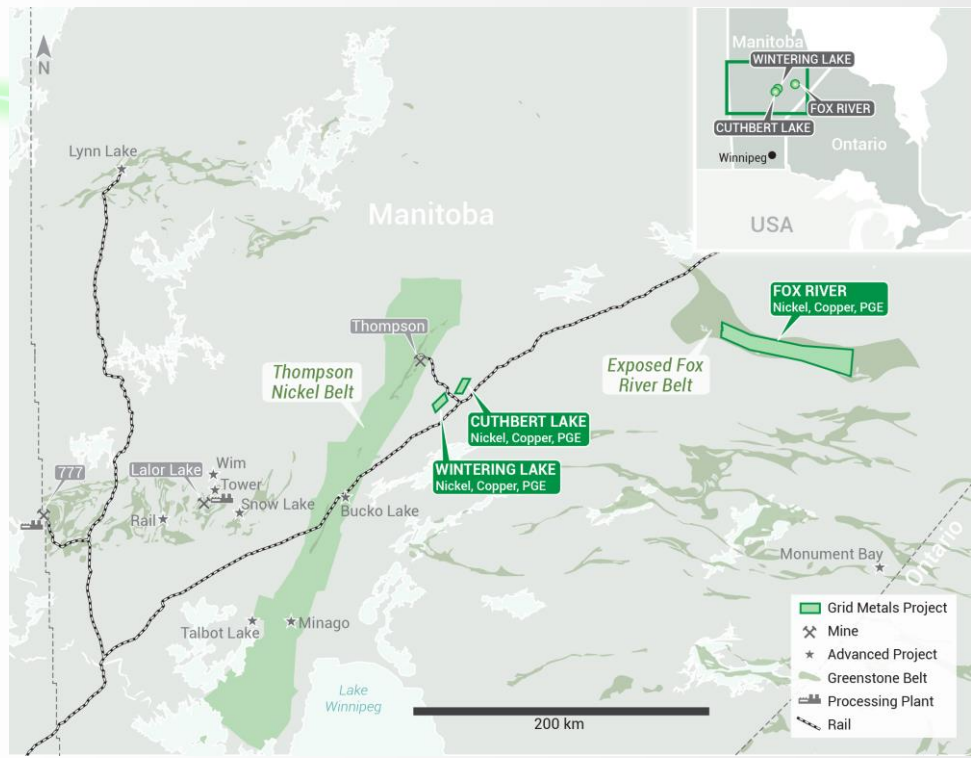 N
Lynn Lake
Manitoba
Thompson
Thompson
Nickel Belt
CUTHBERT LAKE
Nickel, Copper, PGE
WINTERING LAKE
Nickel, Copper, PGE
Exposed Fox
River Belt
FOX RIVER
Nickel, Copper, PGE
777
Lalor Lake
Wim
Tower
Snow Lake
Rail
Bucko Lake
Talbot Lake
Minago
Lake
Winnipeg
Monument Bay
Ontario
200 km
Manitoba
WINTERING LAKE
FOX RIVER
CUTHBERT LAKE
Winnipeg
Ontario
USA
Grid Metals Project
Mine
Advanced Project
Greenstone Belt
Processing Plant
Rail